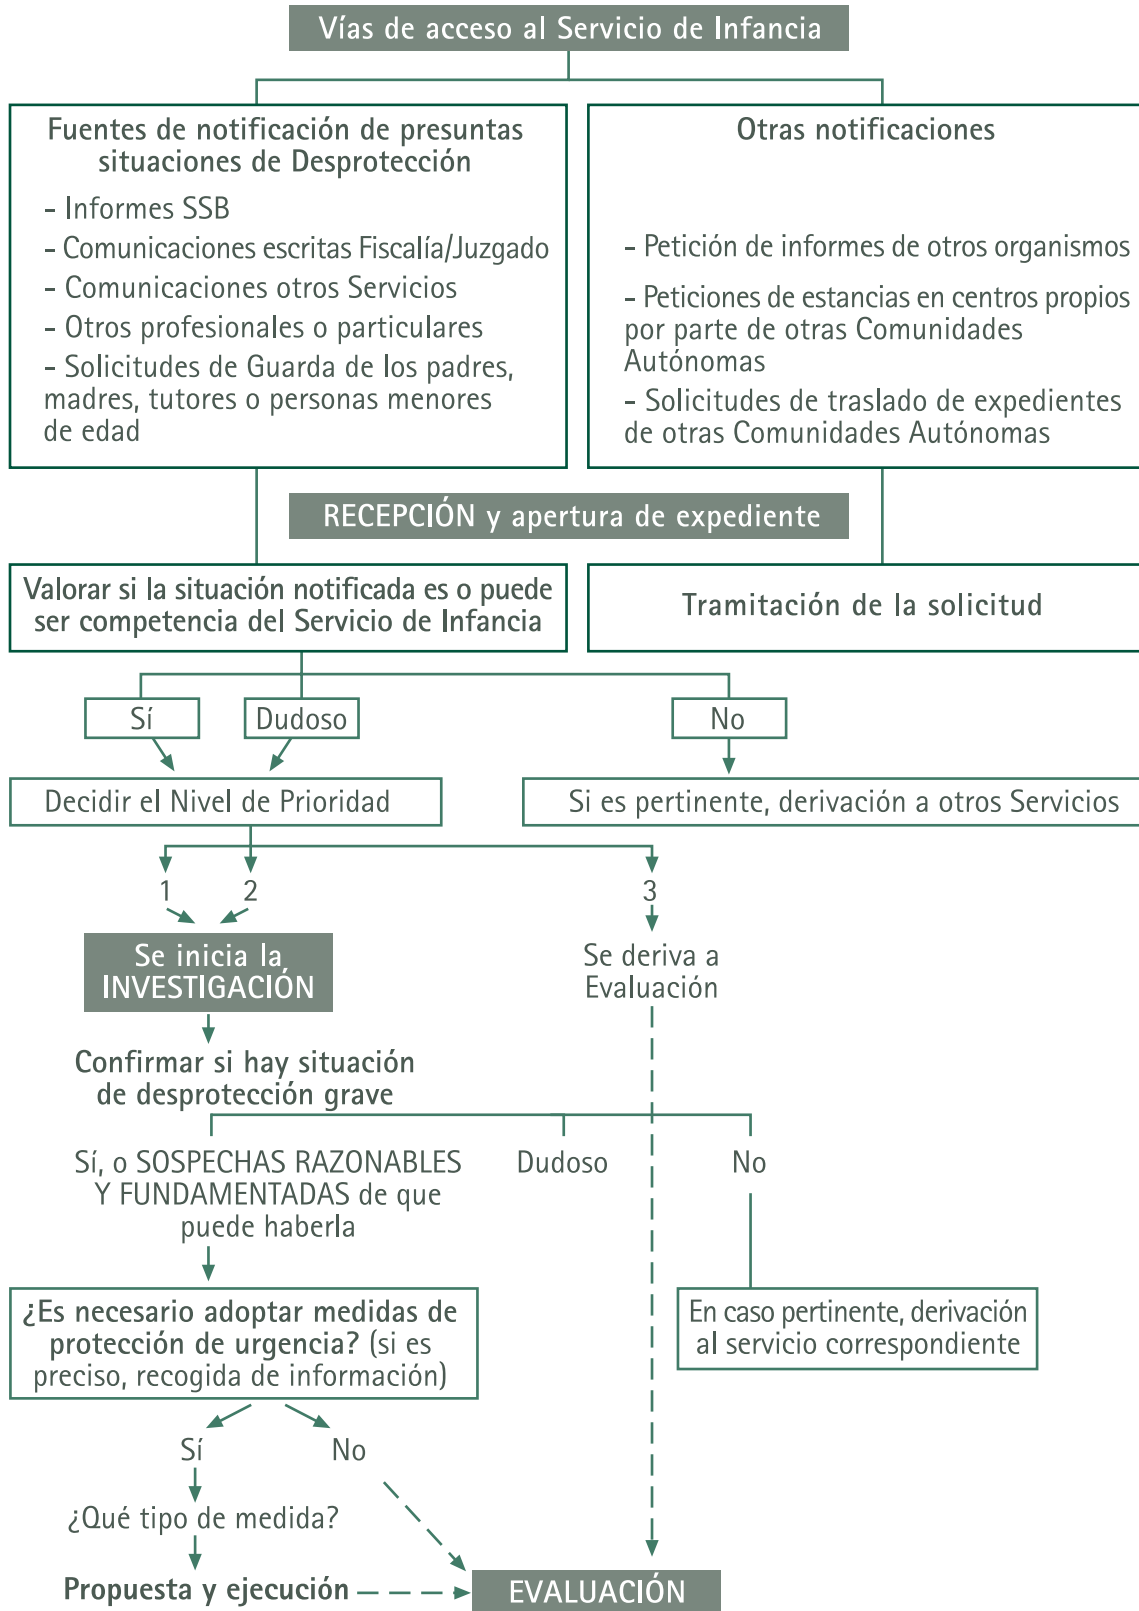 Vías de acceso al Servicio de Infancia
Fuentes de notificación de presuntas
situaciones de Desprotección
- Informes SSB
- Comunicaciones escritas Fiscalía/Juzgado
- Comunicaciones otros Servicios
- Otros profesionales o particulares
- Solicitudes de Guarda de los padres,
madres, tutores o personas menores
de edad
Otras notificaciones
- Petición de informes de otros organismos
- Peticiones de estancias en centros propios
por parte de otras Comunidades
Autónomas
- Solicitudes de traslado de expedientes
de otras Comunidades Autónomas
RECEPCIÓN y apertura de expediente
Valorar si la situación notificada es o puede
ser competencia del Servicio de Infancia
Tramitación de la solicitud
Sí
Dudoso
No
Decidir el Nivel de Prioridad
Si es pertinente, derivación a otros Servicios
1
2
3
Se inicia la
INVESTIGACIÓN
Se deriva a
Evaluación
Confirmar si hay situación
de desprotección grave
Sí, o SOSPECHAS RAZONABLES
Y FUNDAMENTADAS de que
puede haberla
Dudoso
No
¿Es necesario adoptar medidas de
protección de urgencia? (si es
preciso, recogida de información)
En caso pertinente, derivación
al servicio correspondiente
Sí
No
¿Qué tipo de medida?
Propuesta y ejecución
EVALUACIÓN